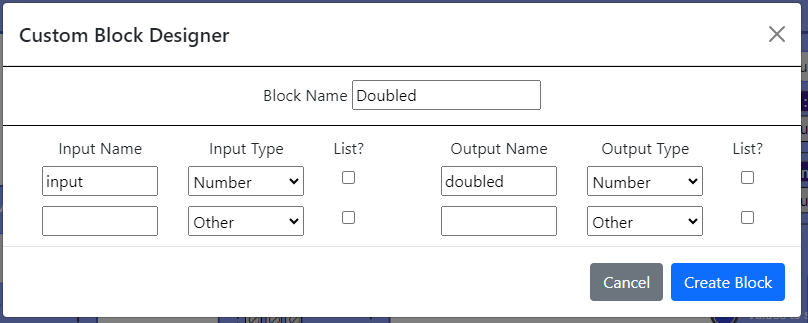 Custom Block Designer
Block Name Doubled
Input Name Input Type List? Output Name Output Type List?
input Number doubled Number
Other Other
Cancel Create Block